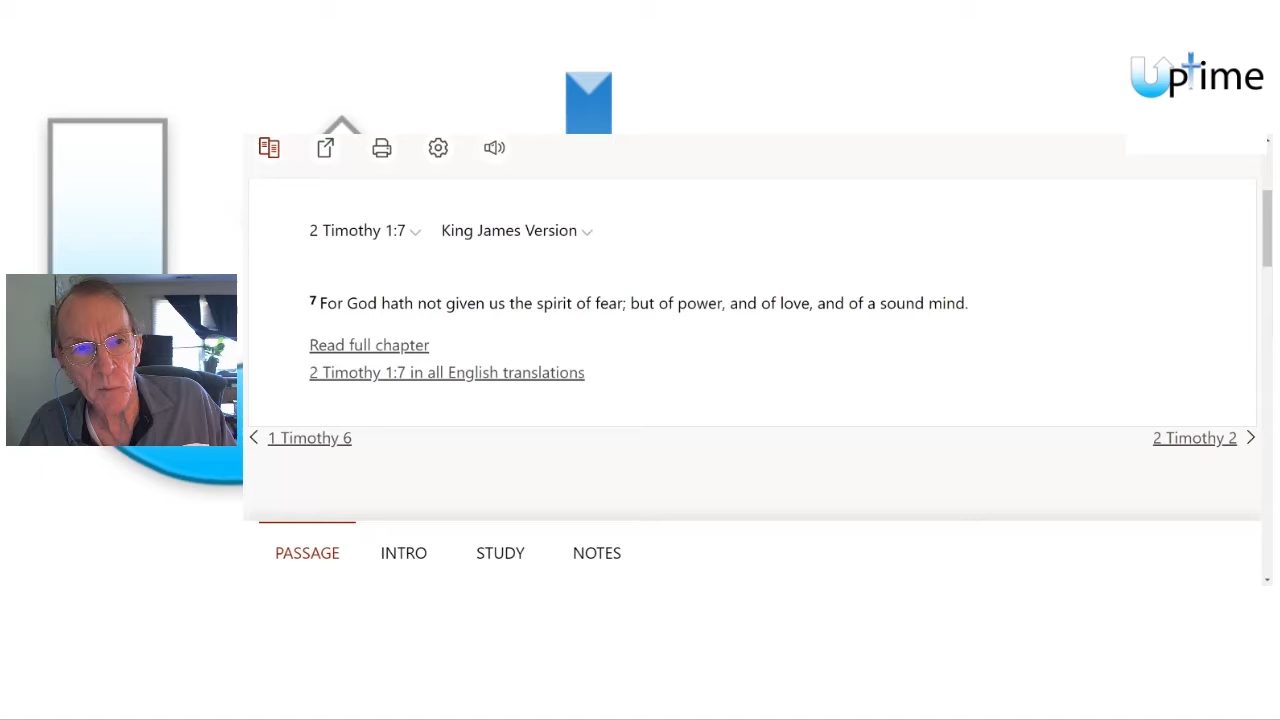 Uptime
2 Timothy 1:7 King James Version
7 For God hath not given us the spirit of fear; but of power, and of love, and of a sound mind.
Read full chapter
2 Timothy 1:7 in all English translations
1 Timothy 6 2 Timothy 2
PASSAGE INTRO STUDY NOTES